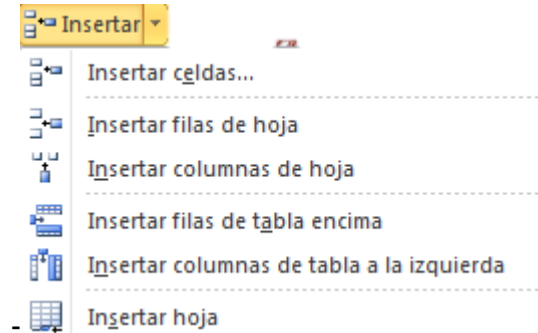 Insertar
Insertar celdas...
Insertar filas de hoja
Insertar columnas de hoja
Insertar filas de tabla encima
Insertar columnas de tabla a la izquierda
- Insertar hoja